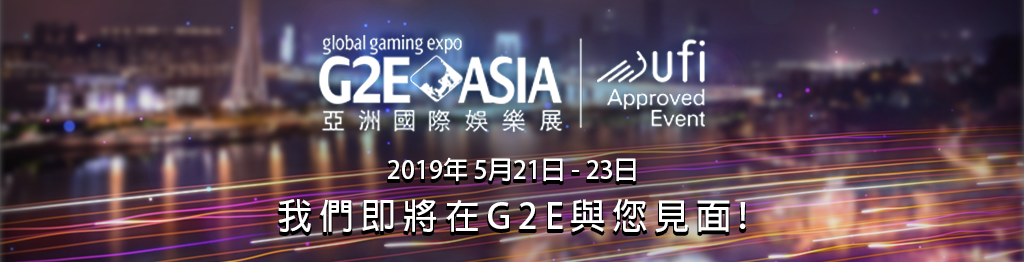 global gaming expo
G2E ASIA
亞洲國際娛樂展
ufi
Approved
Event
2019年 5月21日 - 23日
我們即將在G2E與您見面!